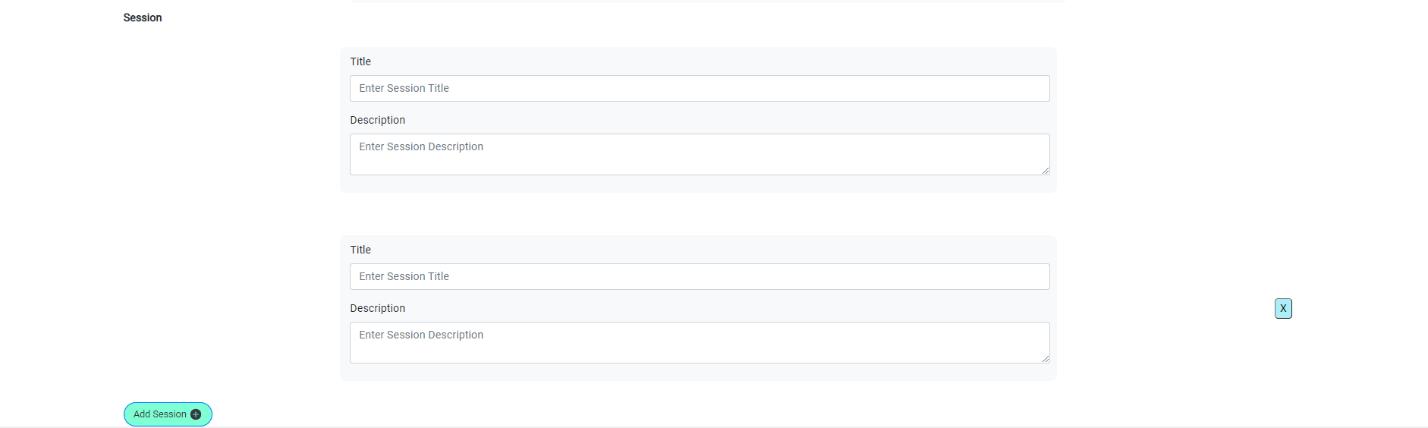 Session
Title
Enter Session Title
Description
Enter Session Description
Title
Enter Session Title
Description
X
Enter Session Description
Add Session